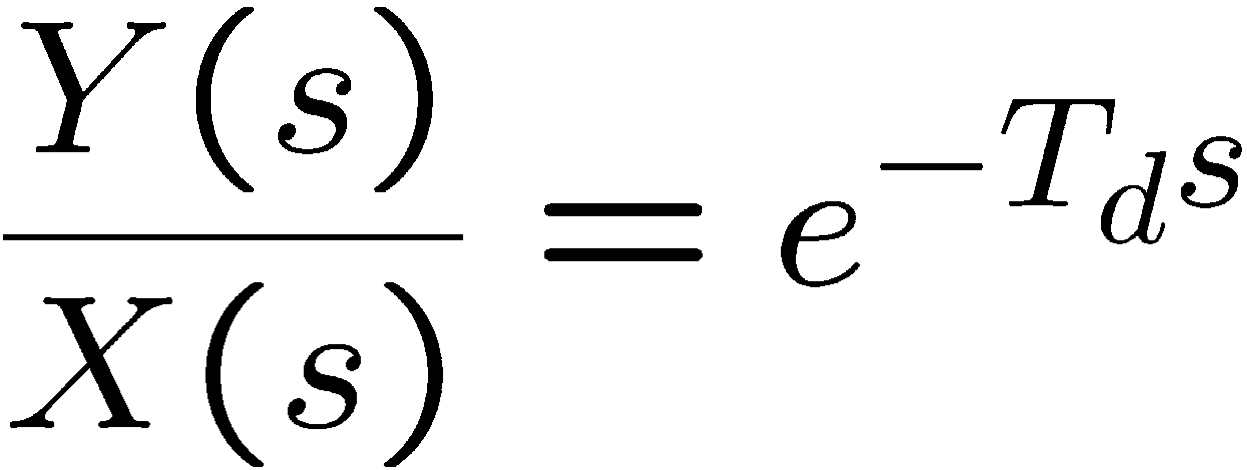 Y(s)/X(s) = e^{-T_d s}